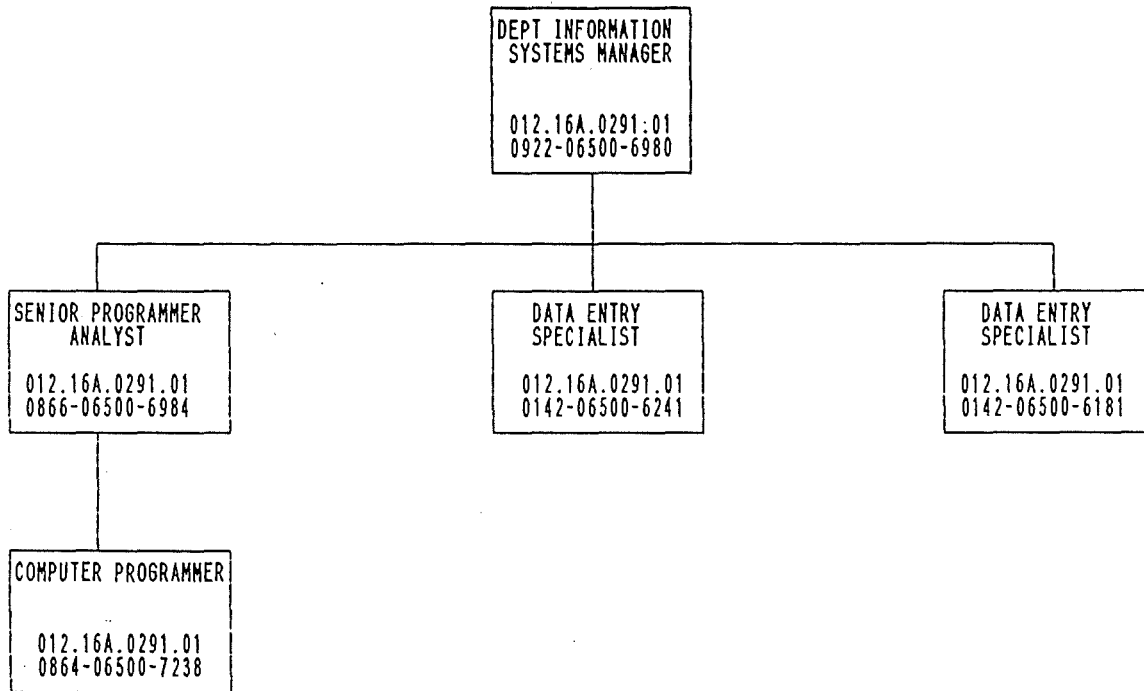 DEPT INFORMATION
SYSTEMS MANAGER
012.16A.0291.01
0922-06500-6980
SENIOR PROGRAMMER
ANALYST
012.16A.0291.01
0866-06500-6984
DATA ENTRY
SPECIALIST
012.16A.0291.01
0142-06500-6241
DATA ENTRY
SPECIALIST
012.16A.0291.01
0142-06500-6181
COMPUTER PROGRAMMER
012.16A.0291.01
0864-06500-7238